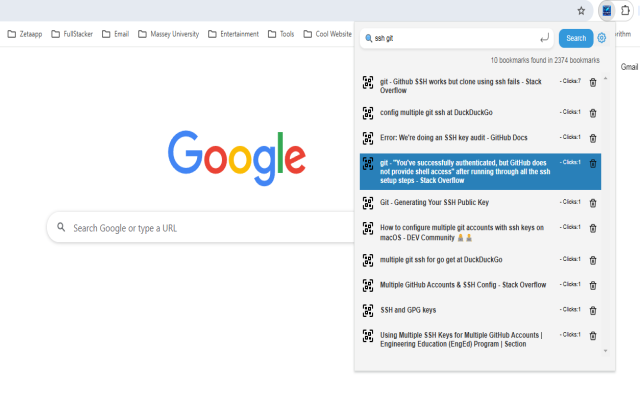 Zetaapp FullStacker Email Massey University Entertainment Tools Cool Website
ssh git
Search
rithm
10 bookmarks found in 2374 bookmarks
Gmail
git - Github SSH works but clone using ssh fails - Stack
Overflow
- Clicks:7
config multiple git ssh at DuckDuckGo
- Clicks:1
Error: We're doing an SSH key audit - GitHub Docs
- Clicks:1
git - "You've successfully authenticated, but GitHub does
not provide shell access" after running through all the ssh
setup steps - Stack Overflow
- Clicks:1
Git - Generating Your SSH Public Key
- Clicks:1
How to configure multiple" git accounts with ssh keys on
macOS - DEV Community
- Clicks:1
multiple git ssh for go get at DuckDuckGo
- Clicks:1
Multiple GitHub Accounts & SSH Config - Stack Overflow
- Clicks:1
SSH and GPG keys
- Clicks:1
Using Multiple SSH Keys for Multiple GitHub Accounts |
Engineering Education (EngEd) Program | Section
- Clicks:1
Google
Search Google or type a URL